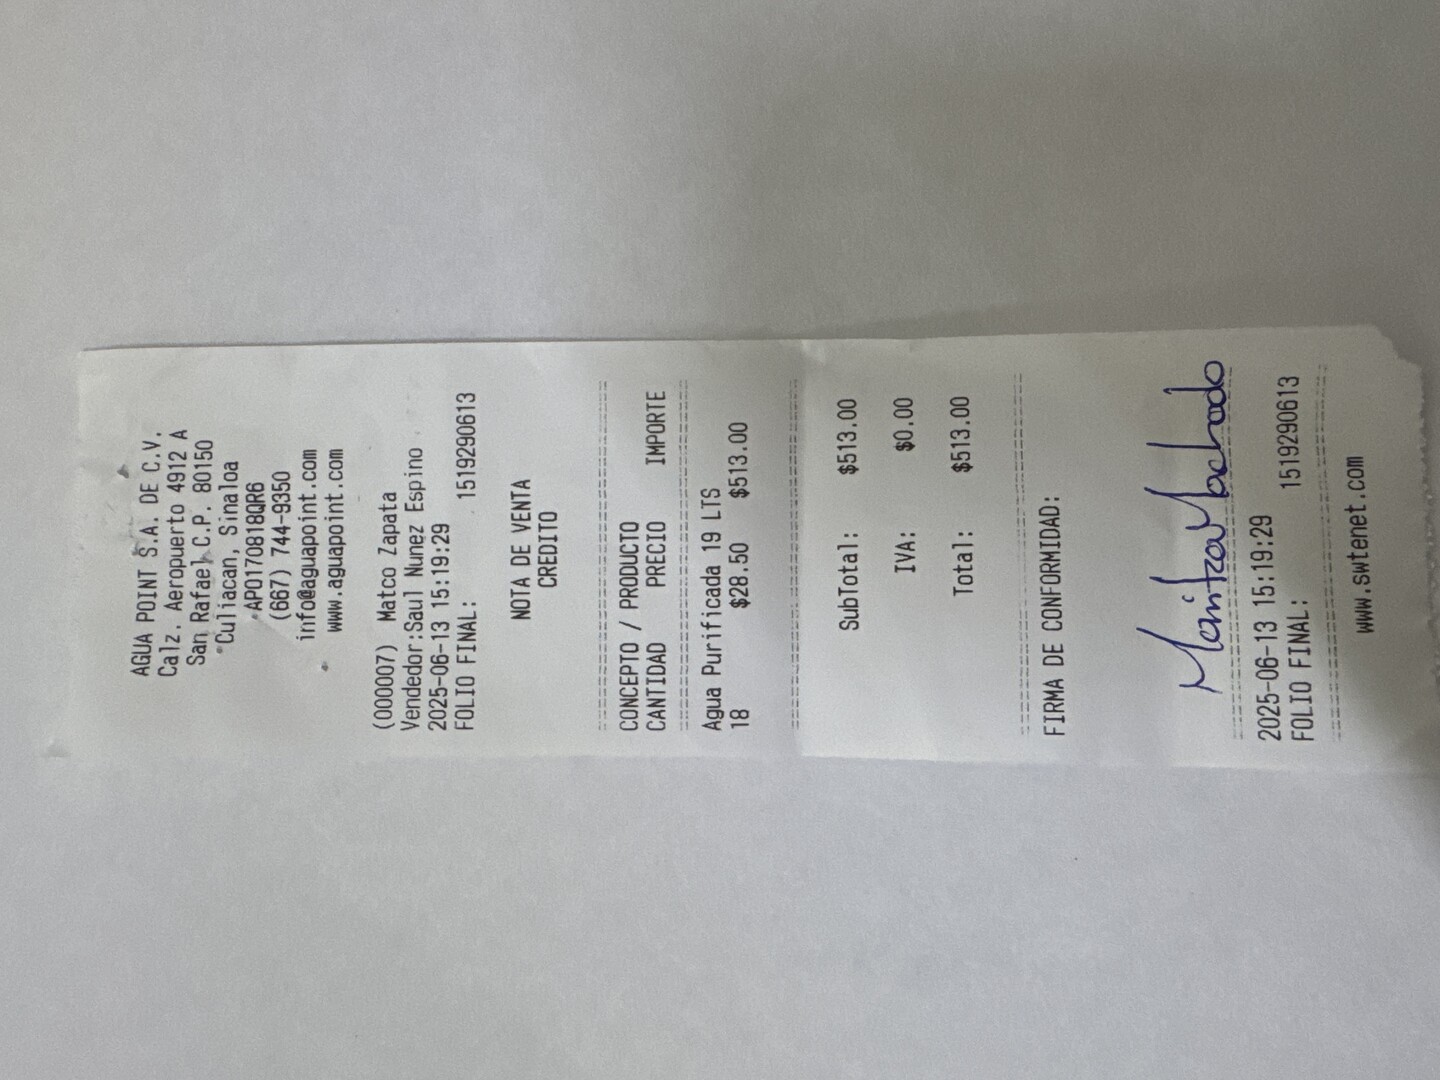 AGUA POINT S.A. DE C.V.
Calz. Aeropuerto 4912 A
San Rafael C.P. 80150
Culiacan, Sinaloa
APO170818QR6
(667) 744-9350
info@aguapoint.com
www.aguapoint.com
(000007) Matco Zapata
Vendedor:Saul Nunez Espino
2025-06-13 15:19:29
FOLIO FINAL: 1519290613
NOTA DE VENTA
CREDITO
CONCEPTO / PRODUCTO
CANTIDAD PRECIO IMPORTE
Agua Purificada 19 LTS
18 $28.50 $513.00
SubTotal: $513.00
IVA: $0.00
Total: $513.00
FIRMA DE CONFORMIDAD:
Maritza Machado
2025-06-13 15:19:29
FOLIO FINAL: 1519290613
www.swtenet.com